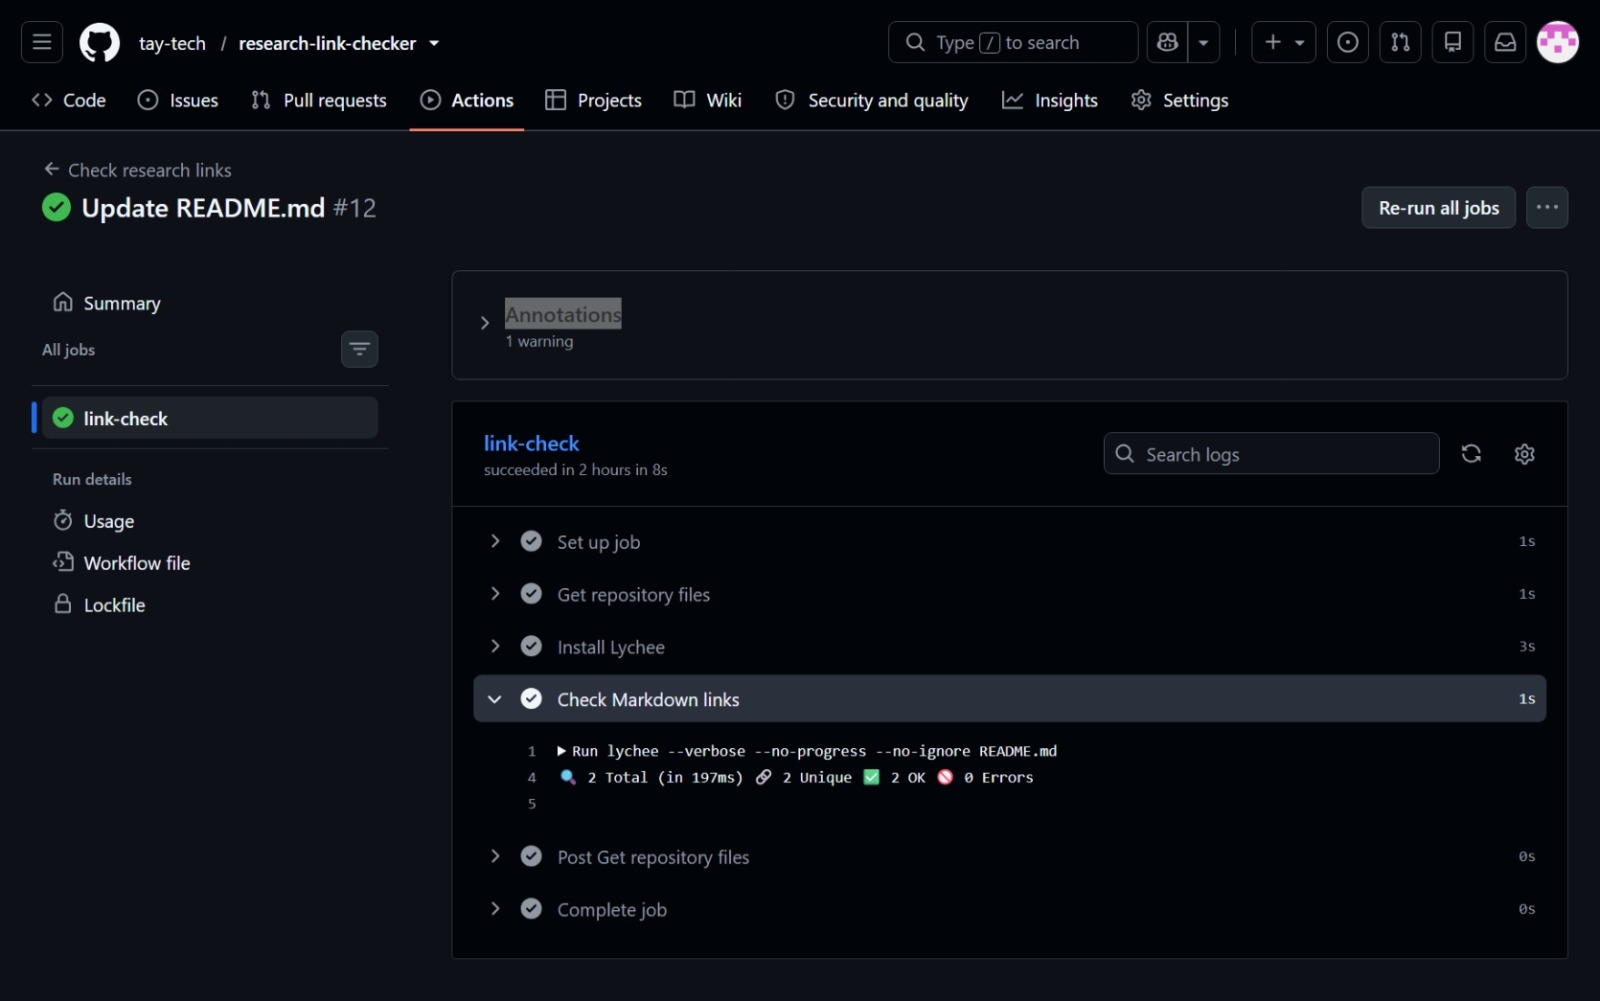 tay-tech / research-link-checker
Type / to search
Code
Issues
Pull requests
Actions
Projects
Wiki
Security and quality
Insights
Settings
Check research links
Update README.md #12
Re-run all jobs
Summary
All jobs
link-check
Run details
Usage
Workflow file
Lockfile
Annotations
1 warning
link-check
succeeded in 2 hours in 8s
Search logs
Set up job 1s
Get repository files 1s
Install Lychee 3s
Check Markdown links 1s
1 ▶ Run lychee --verbose --no-progress --no-ignore README.md
4 🔍 2 Total (in 197ms) 🔗 2 Unique ✅ 2 OK 🚫 0 Errors
5
Post Get repository files 0s
Complete job 0s